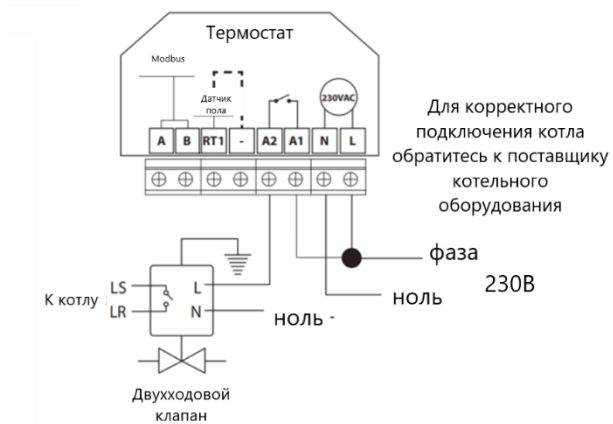 Термостат
Modbus
Датчик
пола
230VAC
A B RT1 - A2 A1 N L
Для корректного
подключения котла
обратитесь к поставщику
котельного
оборудования
фаза
230В
ноль
К котлу
LS
LR
L
N
ноль -
Двухходовой
клапан